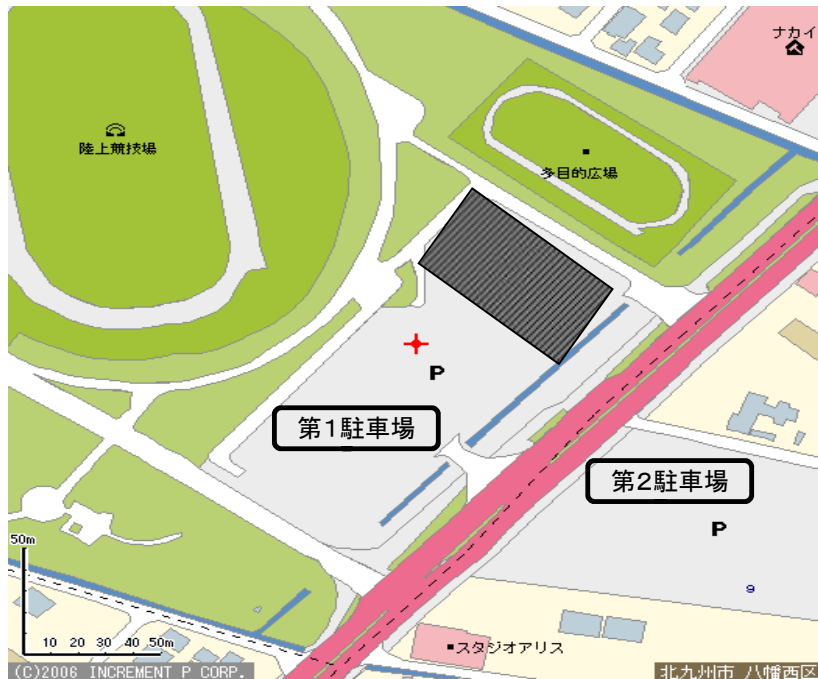 ナカイ
陸上競技場
多目的広場
P
第1駐車場
第2駐車場
P
9
50m
10 20 30 40 50m
スタジオアリス
(C)2006 INCREMENT P CORP.
北九州市 八幡西区